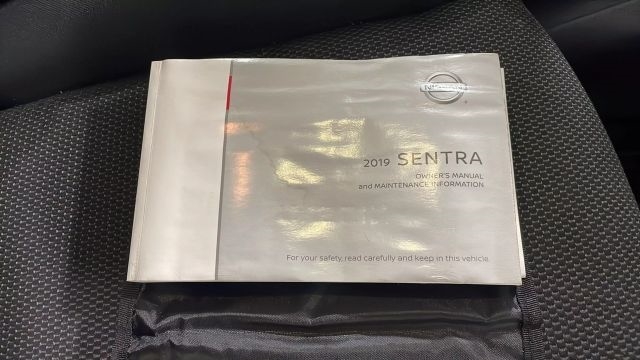 NISSAN
2019 SENTRA
OWNER'S MANUAL
and MAINTENANCE INFORMATION
For your safety, read carefully and keep in this vehicle.